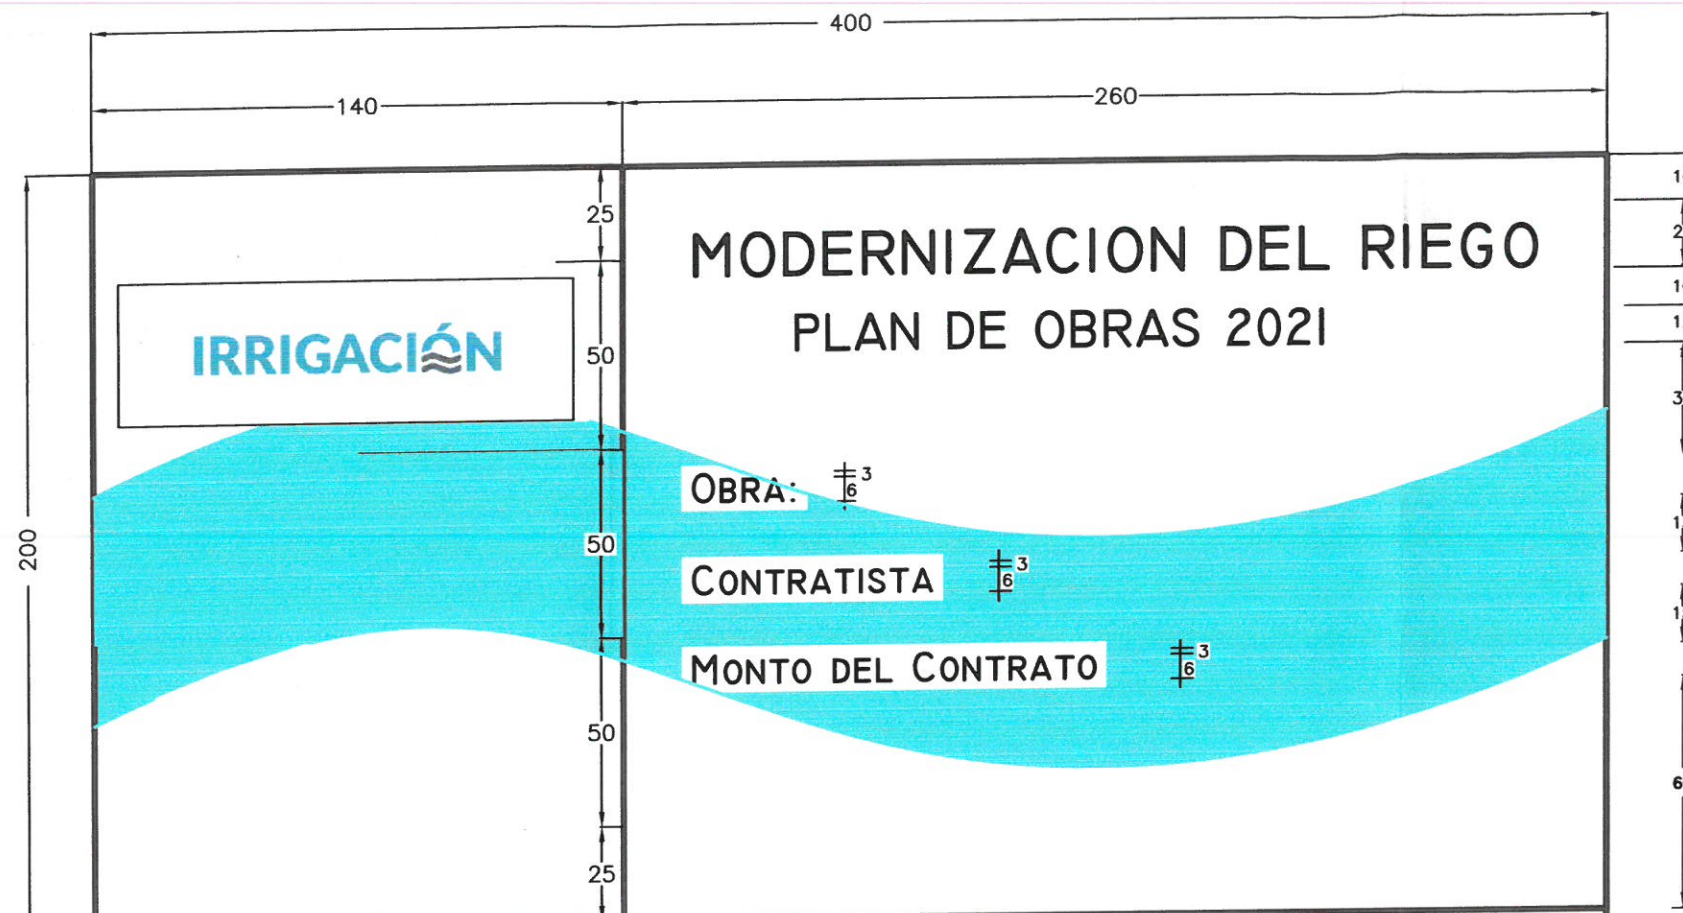 400
140
260
25
MODERNIZACION DEL RIEGO
PLAN DE OBRAS 2021
IRRIGACIÓN
50
OBRA:
3
6
200
50
CONTRATISTA
3
6
MONTO DEL CONTRATO
3
6
50
25